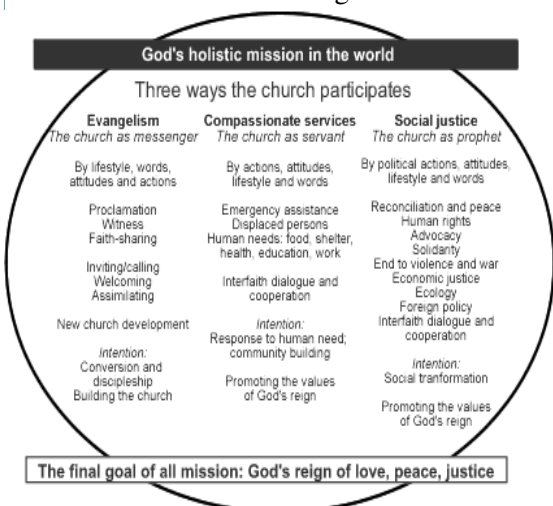 God's holistic mission in the world
Three ways the church participates
Evangelism
The church as messenger
By lifestyle, words,
attitudes and actions
Proclamation
Witness
Faith-sharing
Inviting/calling
Welcoming
Assimilating
New church development
Intention:
Conversion and
discipleship
Building the church
Compassionate services
The church as servant
By actions, attitudes,
lifestyle and words
Emergency assistance
Displaced persons
Human needs: food, shelter,
health, education, work
Interfaith dialogue and
cooperation
Intention:
Response to human need;
community building
Promoting the values
of God's reign
Social justice
The church as prophet
By political actions, attitudes,
lifestyle and words
Reconciliation and peace
Human rights
Advocacy
Solidarity
End to violence and war
Economic justice
Ecology
Foreign policy
Interfaith dialogue and
cooperation
Intention:
Social tranformation
Promoting the values
of God's reign
The final goal of all mission: God's reign of love, peace, justice